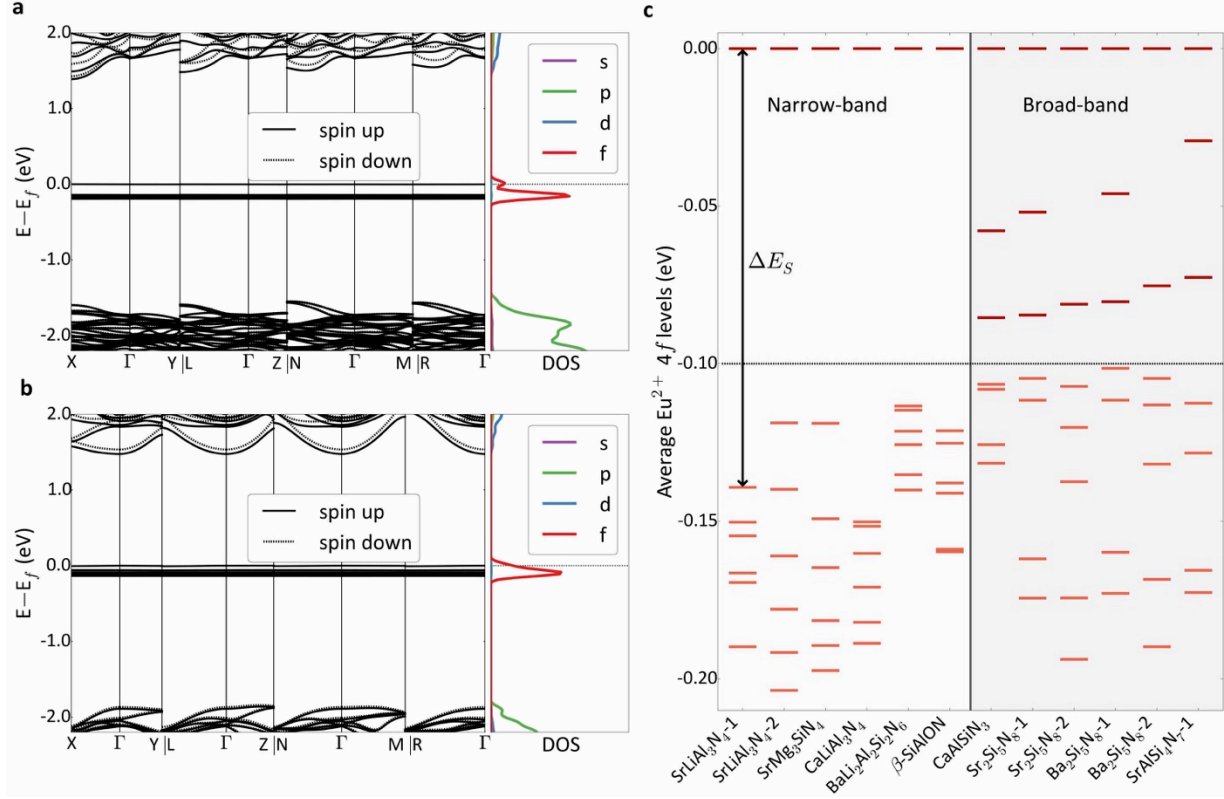 a
E−E_f (eV)
2.0
1.0
0.0
-1.0
-2.0
spin up
spin down
X Γ Y|L Γ Z|N Γ M|R Γ
s
p
d
f
DOS
b
E−E_f (eV)
2.0
1.0
0.0
-1.0
-2.0
spin up
spin down
X Γ Y|L Γ Z|N Γ M|R Γ
s
p
d
f
DOS
c
Average Eu²⁺ 4f levels (eV)
0.00
-0.05
-0.10
-0.15
-0.20
Narrow-band Broad-band
ΔE_S
SrLiAl₃N₄-1
SrLiAl₃N₄-2
SrMg₃SiN₄
CaLiAl₃N₄
BaLi₂Al₂Si₂N₆
β-SiAlON
CaAlSiN₃
Sr₂Si₅N₈-1
Sr₂Si₅N₈-2
Ba₂Si₅N₈-1
Ba₂Si₅N₈-2
SrAlSi₄N₇-1